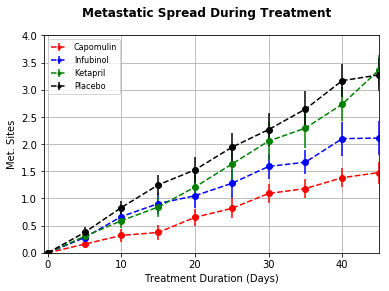 Metastatic Spread During Treatment
4.0
3.5
3.0
2.5
2.0
1.5
1.0
0.5
0.0
Met. Sites
Capomulin
Infubinol
Ketapril
Placebo
0 10 20 30 40
Treatment Duration (Days)